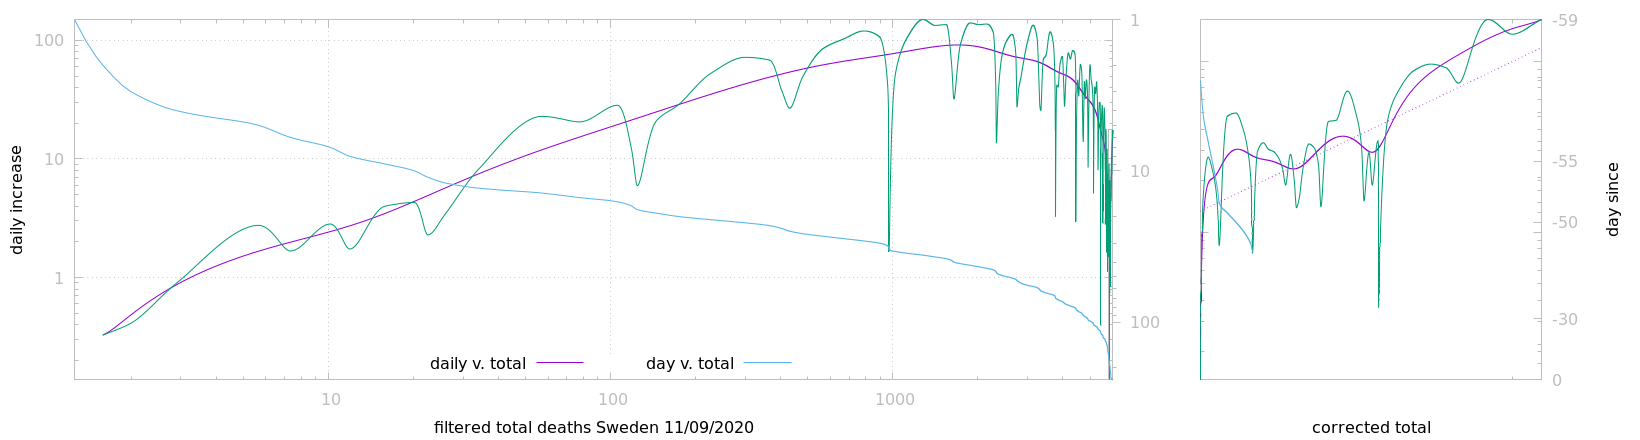 daily increase
100
10
1
10
100
1000
1
10
100
daily v. total
day v. total
filtered total deaths Sweden 11/09/2020
-59
-55
-50
-30
0
day since
corrected total